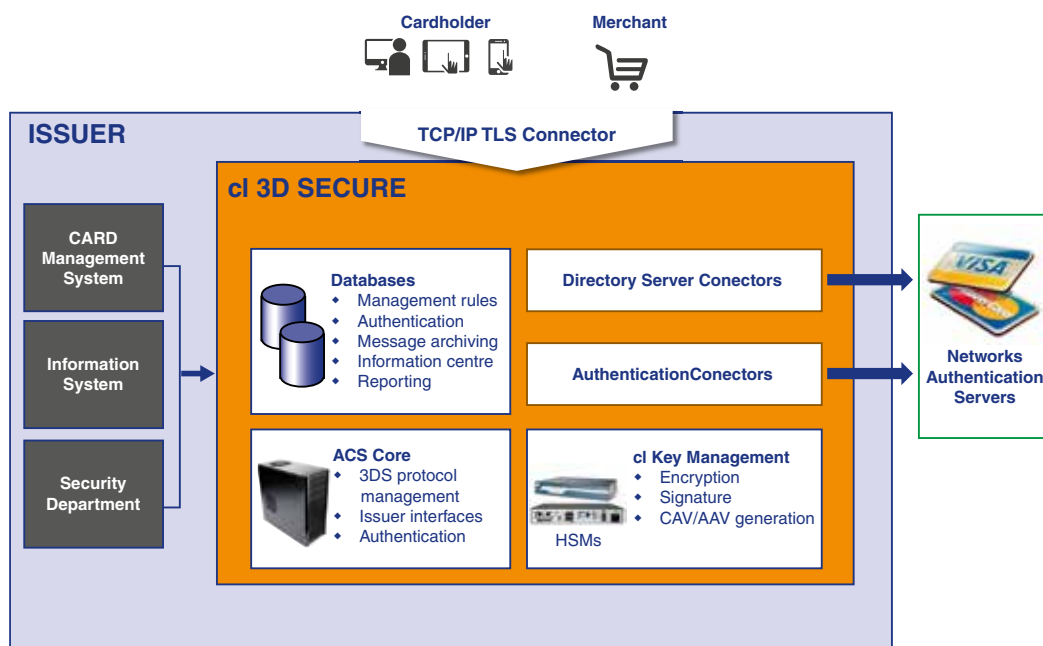 Cardholder
Merchant
TCP/IP TLS Connector
ISSUER
cl 3D SECURE
CARD
Management
System
Information
System
Security
Department
Databases
Management rules
Authentication
Message archiving
Information centre
Reporting
Directory Server Conectors
AuthenticationConectors
ACS Core
3DS protocol
management
Issuer interfaces
Authentication
cl Key Management
Encryption
Signature
CAV/AAV generation
HSMs
VISA
Networks
Authentication
Servers